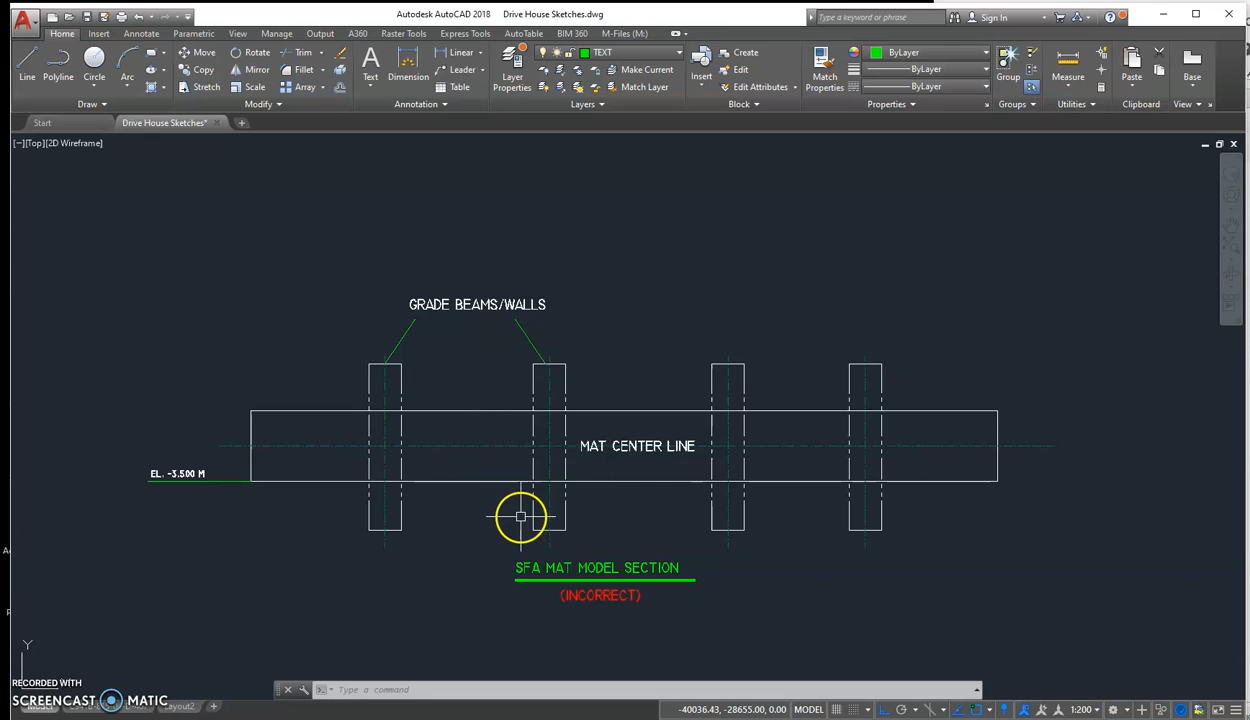 Autodesk AutoCAD 2018 Drive House Sketches.dwg
Type a keyword or phrase
Sign In
Home Insert Annotate Parametric View Manage Output A360 Raster Tools Express Tools AutoTable BIM 360 M-Files (M:)
Line Polyline Circle Arc
Move Rotate Trim
Copy Mirror Fillet
Stretch Scale Array
Text Dimension
Linear
Leader
Table
Layer Properties
TEXT
Make Current
Match Layer
Insert
Create
Edit
Edit Attributes
Match Properties
ByLayer
ByLayer
ByLayer
Group Measure Paste Base
Draw Modify Annotation Layers Block Properties Groups Utilities Clipboard View
Start Drive House Sketches*
[−][Top][2D Wireframe]
GRADE BEAMS/WALLS
MAT CENTER LINE
EL. -3.500 M
SFA MAT MODEL SECTION
(INCORRECT)
Y
RECORDED WITH
SCREENCAST MATIC
Type a command
Layout2
-40036.43, -28655.00, 0.00 MODEL 1:200